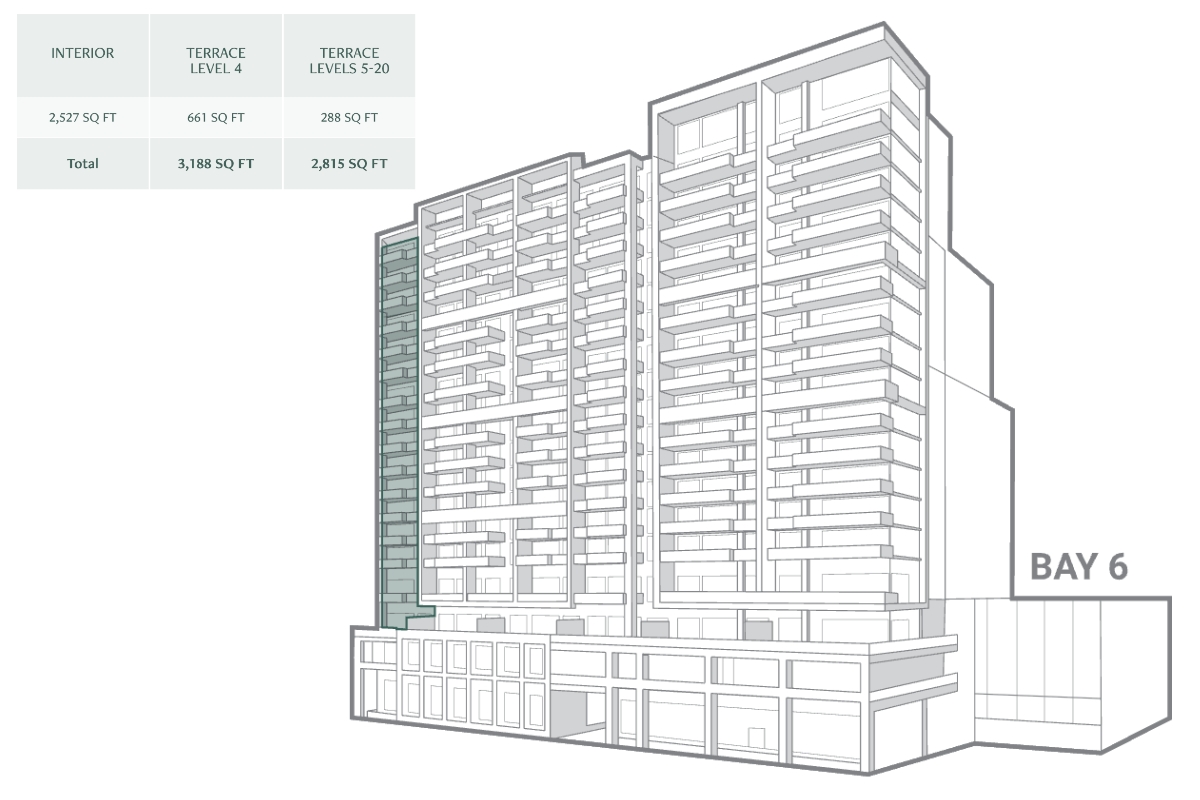 INTERIOR
TERRACE
LEVEL 4
TERRACE
LEVELS 5-20
2,527 SQ FT
661 SQ FT
288 SQ FT
Total
3,188 SQ FT
2,815 SQ FT
BAY 6